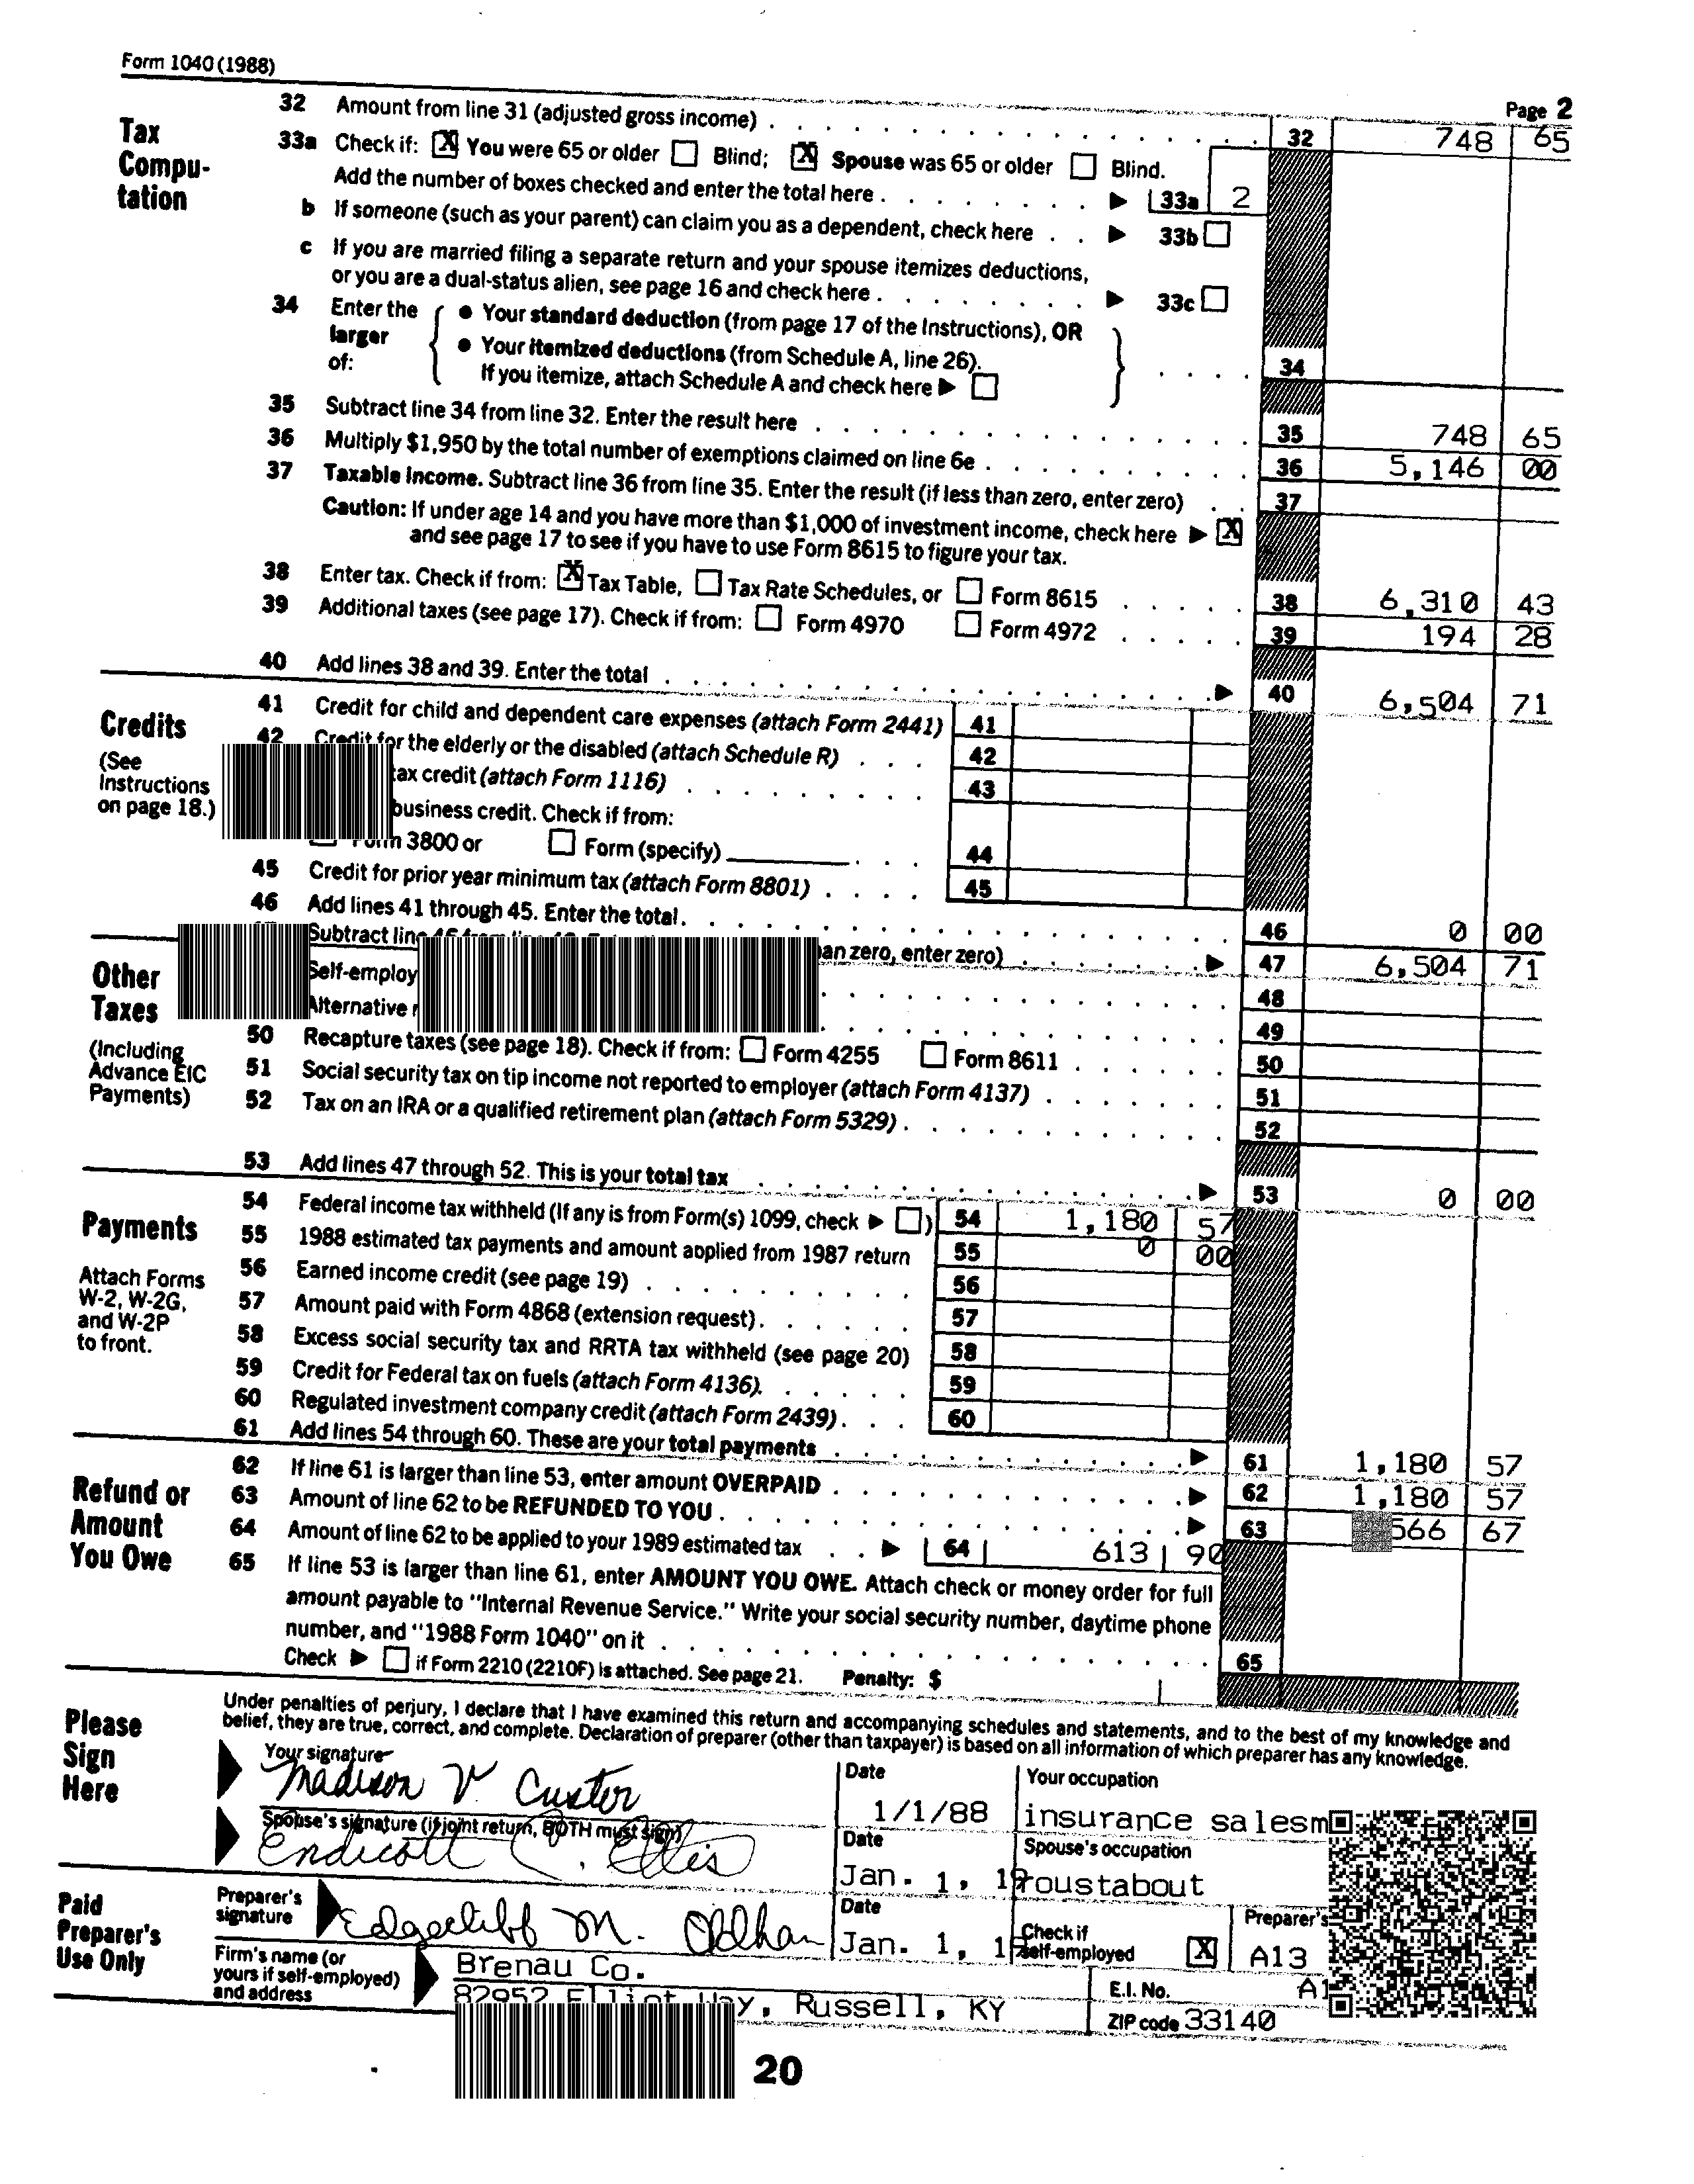 Form 1040 (1988)
Page 2
Tax Compu-tation
32 Amount from line 31 (adjusted gross income) 32 748 65
33a Check if: X You were 65 or older Blind; X Spouse was 65 or older Blind.
Add the number of boxes checked and enter the total here 33a 2
b If someone (such as your parent) can claim you as a dependent, check here 33b
c If you are married filing a separate return and your spouse itemizes deductions,
or you are a dual-status alien, see page 16 and check here 33c
34 Enter the larger of: • Your standard deduction (from page 17 of the Instructions), OR
• Your itemized deductions (from Schedule A, line 26).
If you itemize, attach Schedule A and check here 34
35 Subtract line 34 from line 32. Enter the result here 35 748 65
36 Multiply $1,950 by the total number of exemptions claimed on line 6e 36 5,146 00
37 Taxable Income. Subtract line 36 from line 35. Enter the result (if less than zero, enter zero) 37
Caution: If under age 14 and you have more than $1,000 of investment income, check here X
and see page 17 to see if you have to use Form 8615 to figure your tax.
38 Enter tax. Check if from: X Tax Table, Tax Rate Schedules, or Form 8615 38 6,310 43
39 Additional taxes (see page 17). Check if from: Form 4970 Form 4972 39 194 28
40 Add lines 38 and 39. Enter the total 40 6,504 71
Credits
(See Instructions on page 18.)
41 Credit for child and dependent care expenses (attach Form 2441) 41
42 Credit for the elderly or the disabled (attach Schedule R) 42
tax credit (attach Form 1116) 43
business credit. Check if from:
Form 3800 or Form (specify) 44
45 Credit for prior year minimum tax (attach Form 8801) 45
46 Add lines 41 through 45. Enter the total 46 0 00
Subtract line zero, enter zero) 47 6,504 71
Other Taxes
(Including Advance EIC Payments)
48
Alternative 49
50 Recapture taxes (see page 18). Check if from: Form 4255 Form 8611 50
51 Social security tax on tip income not reported to employer (attach Form 4137) 51
52 Tax on an IRA or a qualified retirement plan (attach Form 5329) 52
53 Add lines 47 through 52. This is your total tax 53 0 00
Payments
Attach Forms W-2, W-2G, and W-2P to front.
54 Federal income tax withheld (If any is from Form(s) 1099, check ) 54 1,180 57
55 1988 estimated tax payments and amount applied from 1987 return 55 0 00
56 Earned income credit (see page 19) 56
57 Amount paid with Form 4868 (extension request) 57
58 Excess social security tax and RRTA tax withheld (see page 20) 58
59 Credit for Federal tax on fuels (attach Form 4136) 59
60 Regulated investment company credit (attach Form 2439) 60
61 Add lines 54 through 60. These are your total payments 61 1,180 57
Refund or Amount You Owe
62 If line 61 is larger than line 53, enter amount OVERPAID 62 1,180 57
63 Amount of line 62 to be REFUNDED TO YOU 63 566 67
64 Amount of line 62 to be applied to your 1989 estimated tax 64 613 90
65 If line 53 is larger than line 61, enter AMOUNT YOU OWE. Attach check or money order for full
amount payable to "Internal Revenue Service." Write your social security number, daytime phone
number, and "1988 Form 1040" on it 65
Check if Form 2210 (2210F) is attached. See page 21. Penalty: $
Please Sign Here
Under penalties of perjury, I declare that I have examined this return and accompanying schedules and statements, and to the best of my knowledge and
belief, they are true, correct, and complete. Declaration of preparer (other than taxpayer) is based on all information of which preparer has any knowledge.
Your signature Date Your occupation
Madison V. Custer 1/1/88 insurance
Spouse's signature (if joint return, BOTH must sign) Date Spouse's occupation
Endicott C. Ellis Jan. 1, roustabout
Paid Preparer's Use Only
Preparer's signature Date Check if self-employed X Preparer's
Edgecliff M. Oldham Jan. 1, A13
Firm's name (or yours if self-employed) and address
Brenau Co. E.I. No.
82952 Elliot Way, Russell, KY ZIP code 33140
20